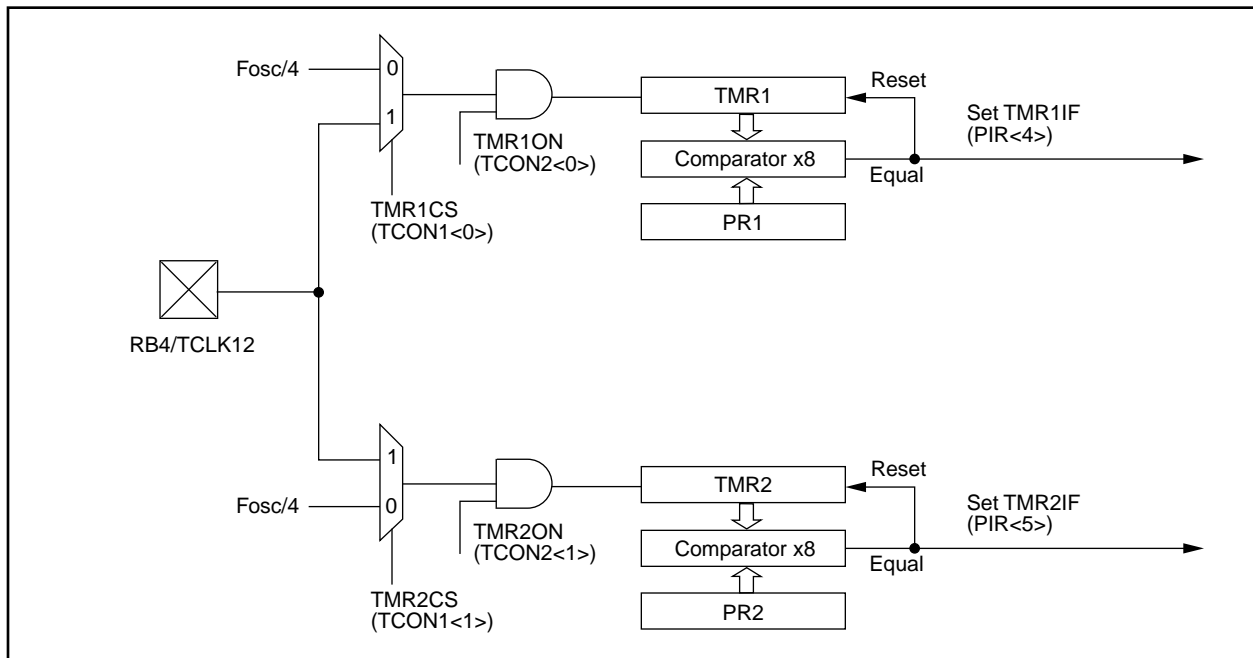 Fosc/4
0
1
TMR1ON
(TCON2<0>)
TMR1CS
(TCON1<0>)
TMR1
Comparator x8
PR1
Reset
Equal
Set TMR1IF
(PIR<4>)
RB4/TCLK12
1
Fosc/4
0
TMR2ON
(TCON2<1>)
TMR2CS
(TCON1<1>)
TMR2
Comparator x8
PR2
Reset
Equal
Set TMR2IF
(PIR<5>)